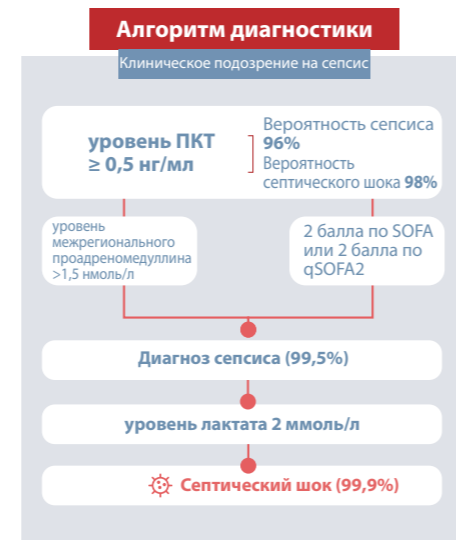 Алгоритм диагностики
Клиническое подозрение на сепсис
уровень ПКТ
≥ 0,5 нг/мл
Вероятность сепсиса
96%
Вероятность
септического шока 98%
уровень
межрегионального
проадреномедуллина
>1,5 нмоль/л
2 балла по SOFA
или 2 балла по
qSOFA2
Диагноз сепсиса (99,5%)
уровень лактата 2 ммоль/л
Септический шок (99,9%)